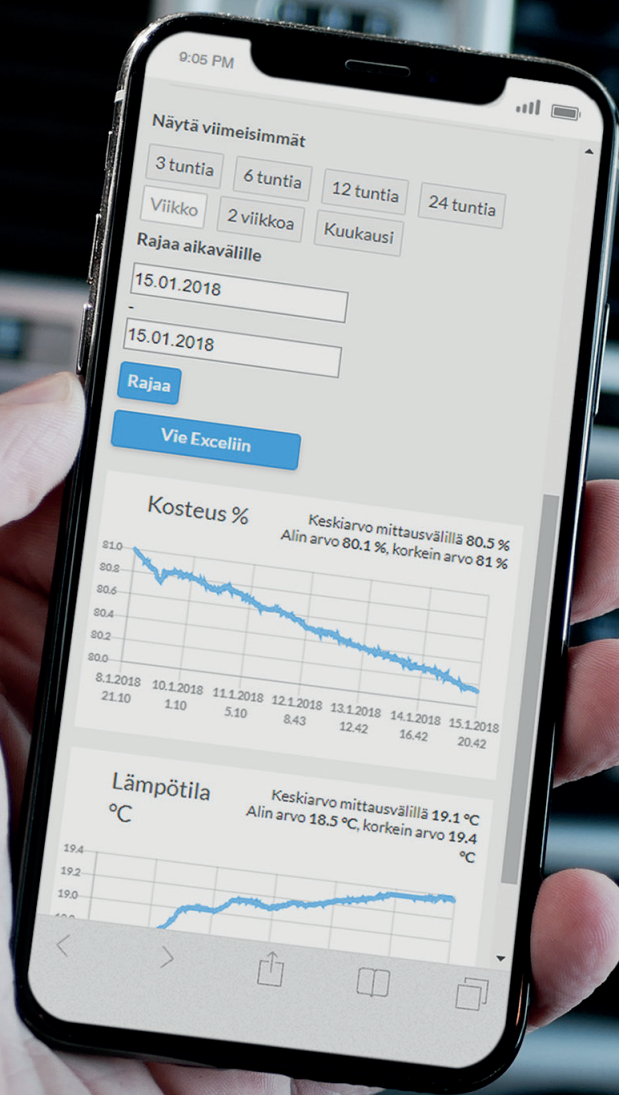 9:05 PM
Näytä viimeisimmät
3 tuntia 6 tuntia 12 tuntia 24 tuntia
Viikko 2 viikkoa Kuukausi
Rajaa aikavälille
15.01.2018
-
15.01.2018
Rajaa
Vie Exceliin
Kosteus %
Keskiarvo mittausvälillä 80.5 %
Alin arvo 80.1 %, korkein arvo 81 %
81.0
80.8
80.6
80.4
80.2
80.0
8.1.2018 10.1.2018 11.1.2018 12.1.2018 13.1.2018 14.1.2018 15.1.2018
21.10 1.10 5.10 8.43 12.42 16.42 20.42
Lämpötila
°C
Keskiarvo mittausvälillä 19.1 °C
Alin arvo 18.5 °C, korkein arvo 19.4
°C
19.4
19.2
19.0